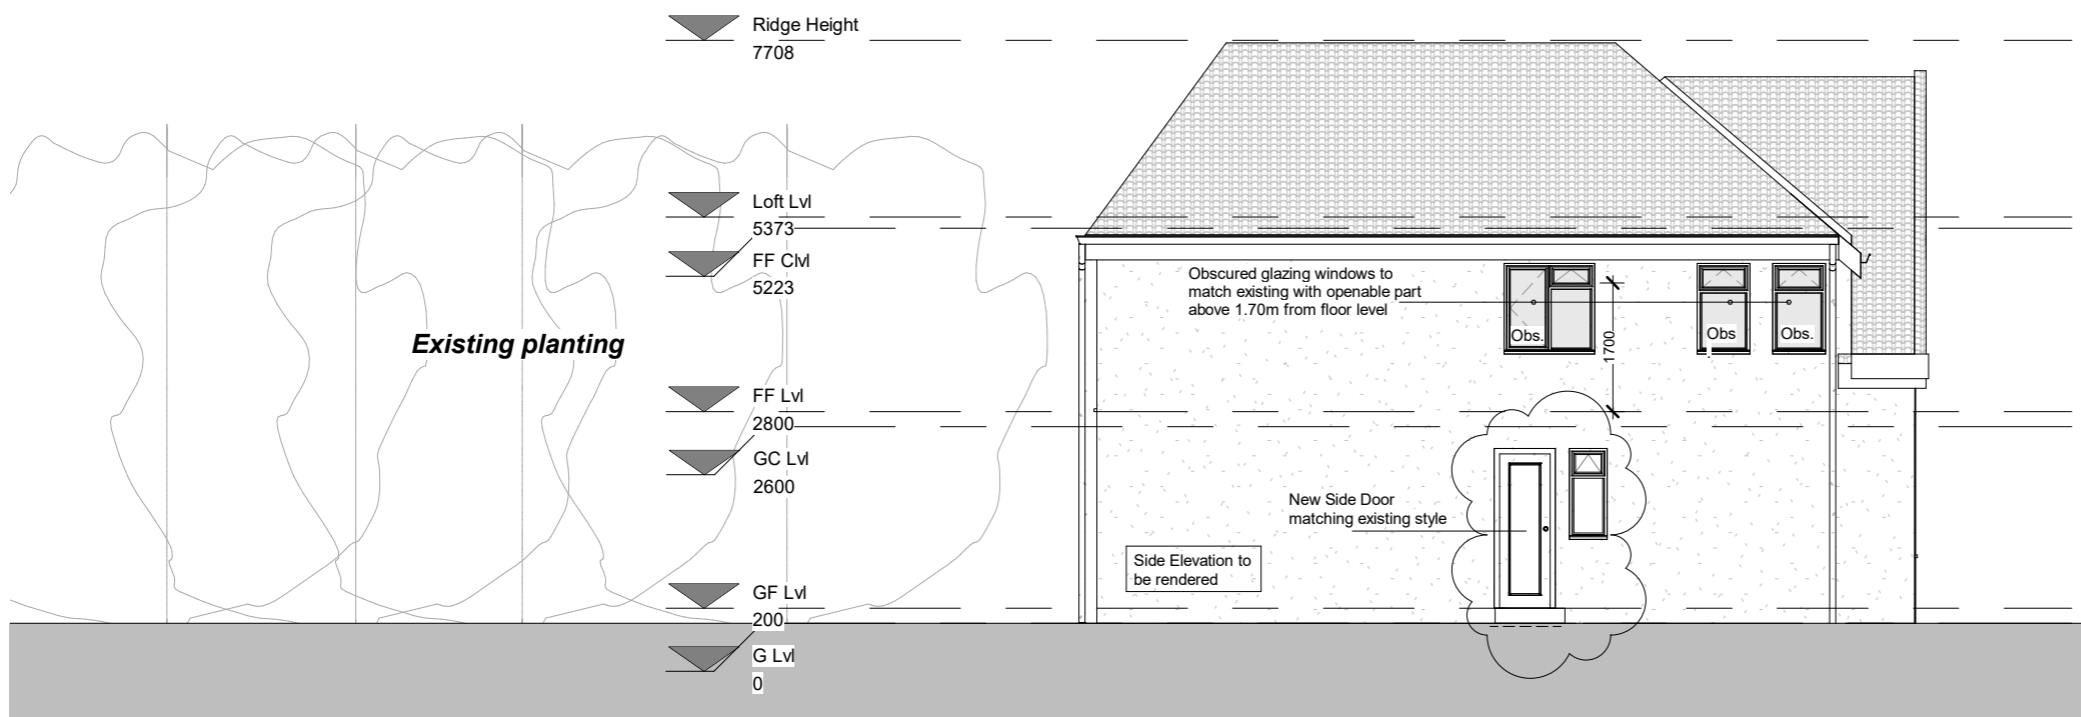 Ridge Height
7708
Loft Lvl
5373
FF Clvl
5223
Existing planting
FF Lvl
2800
GC Lvl
2600
GF Lvl
200
G Lvl
0
Obscured glazing windows to
match existing with openable part
above 1.70m from floor level
Obs.
Obs
Obs.
1700
New Side Door
matching existing style
Side Elevation to
be rendered